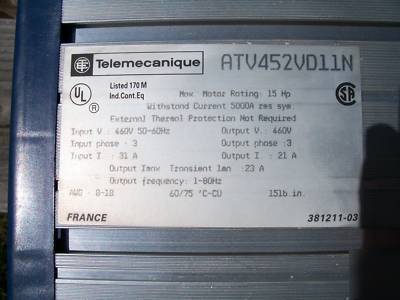 Telemecanique ATV452VD11N
UL ®
Listed 170 M
Ind.Cont.Eq
Max Motor Rating: 15 Hp
Withstand Current 5000A rms sym
External Thermal Protection Not Required
Input V : 460V 50-60Hz Output V : 460V
Input phase : 3 Output phase : 3
Input I : 31 A Output I : 21 A
Output Imax Transient 1mn : 23 A
Output frequency: 1-80Hz
AWG 8-18 60/75 °C-CU 15lb.in.
FRANCE 381211-03